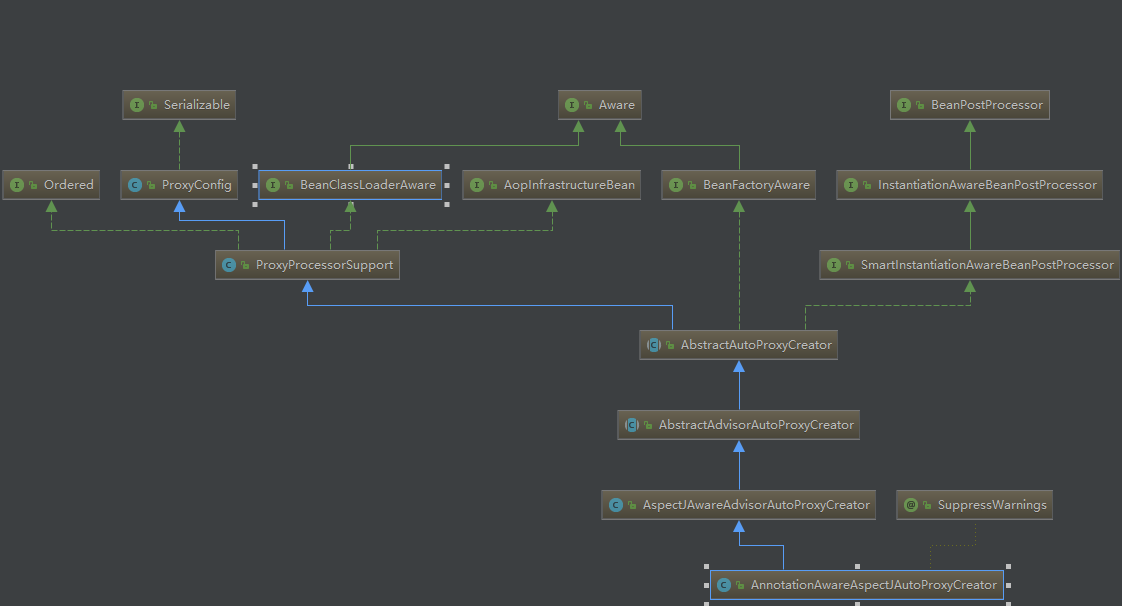 Serializable
Aware
BeanPostProcessor
Ordered
ProxyConfig
BeanClassLoaderAware
AopInfrastructureBean
BeanFactoryAware
InstantiationAwareBeanPostProcessor
ProxyProcessorSupport
SmartInstantiationAwareBeanPostProcessor
AbstractAutoProxyCreator
AbstractAdvisorAutoProxyCreator
AspectJAwareAdvisorAutoProxyCreator
SuppressWarnings
AnnotationAwareAspectJAutoProxyCreator